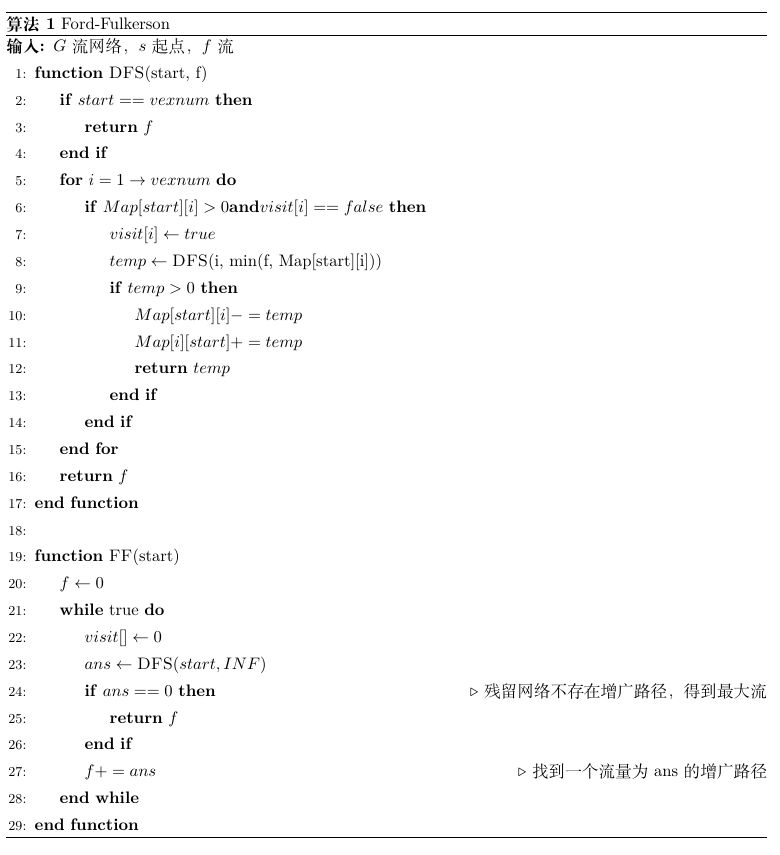 算法 1 Ford-Fulkerson
输入: G 流网络, s 起点, f 流
1: function DFS(start, f)
2: if start == vexnum then
3: return f
4: end if
5: for i = 1 → vexnum do
6: if Map[start][i] > 0andvisit[i] == false then
7: visit[i] ← true
8: temp ← DFS(i, min(f, Map[start][i]))
9: if temp > 0 then
10: Map[start][i]− = temp
11: Map[i][start]+ = temp
12: return temp
13: end if
14: end if
15: end for
16: return f
17: end function
18:
19: function FF(start)
20: f ← 0
21: while true do
22: visit[] ← 0
23: ans ← DFS(start, INF)
24: if ans == 0 then ▷ 残留网络不存在增广路径, 得到最大流
25: return f
26: end if
27: f+ = ans ▷ 找到一个流量为 ans 的增广路径
28: end while
29: end function